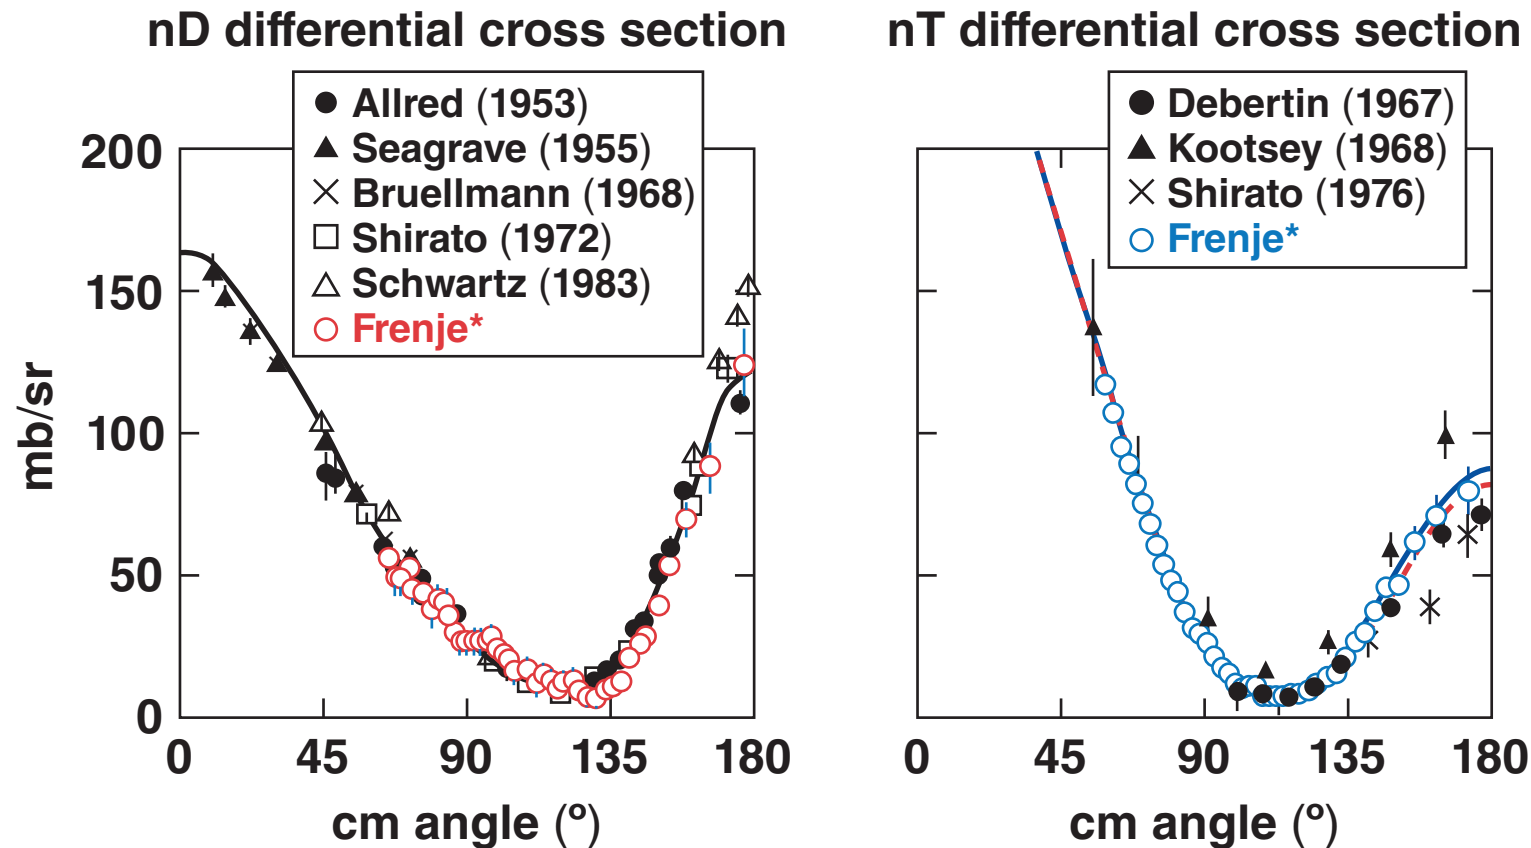 nD differential cross section
Allred (1953)
Seagrave (1955)
Bruellmann (1968)
Shirato (1972)
Schwartz (1983)
Frenje*
200
150
100
50
0
mb/sr
0 45 90 135 180
cm angle (º)
nT differential cross section
Debertin (1967)
Kootsey (1968)
Shirato (1976)
Frenje*
0 45 90 135 180
cm angle (º)